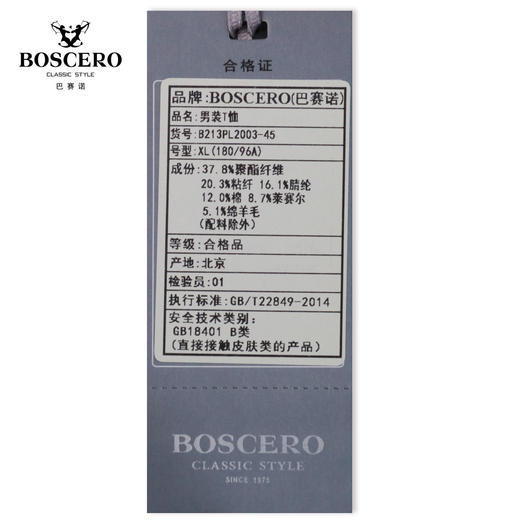 BOSCERO
CLASSIC STYLE
巴赛诺
合格证
品牌:BOSCERO(巴赛诺)
品名:男装T恤
货号:B213PL2003-45
号型:XL(180/96A)
成份:37.8%聚酯纤维
20.3%粘纤 16.1%腈纶
12.0%棉 8.7%莱赛尔
5.1%绵羊毛
(配料除外)
等级:合格品
产地:北京
检验员:01
执行标准:GB/T22849-2014
安全技术类别:
GB18401 B类
(直接接触皮肤类的产品)
BOSCERO
CLASSIC STYLE
SINCE 1975